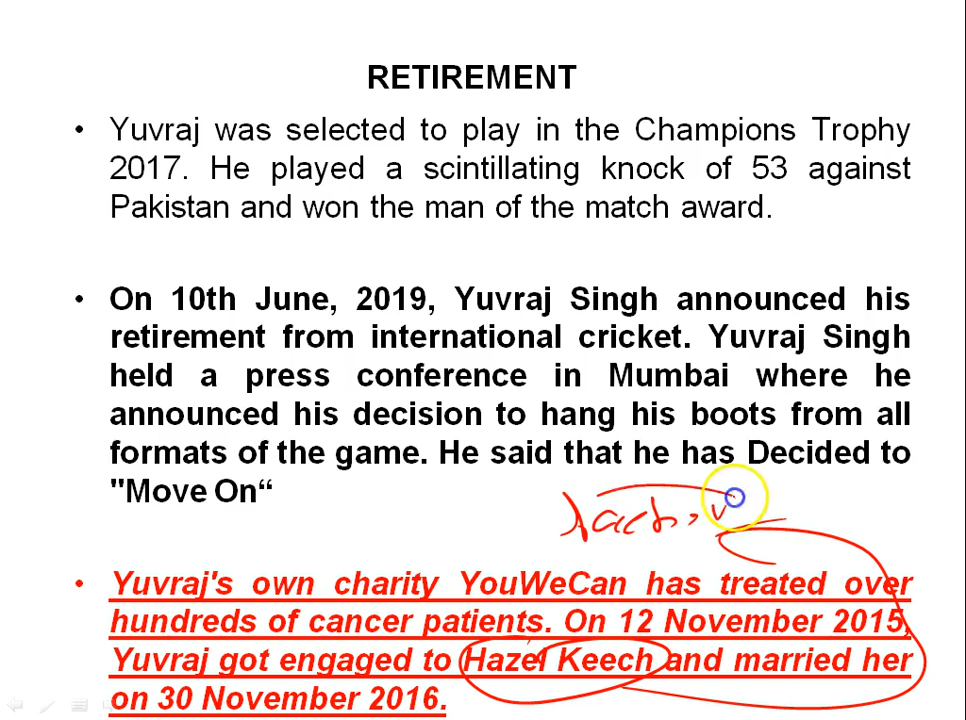 RETIREMENT
• Yuvraj was selected to play in the Champions Trophy
2017. He played a scintillating knock of 53 against
Pakistan and won the man of the match award.
• On 10th June, 2019, Yuvraj Singh announced his
retirement from international cricket. Yuvraj Singh
held a press conference in Mumbai where he
announced his decision to hang his boots from all
formats of the game. He said that he has Decided to
"Move On“
• Yuvraj's own charity YouWeCan has treated over
hundreds of cancer patients. On 12 November 2015,
Yuvraj got engaged to Hazel Keech and married her
on 30 November 2016.